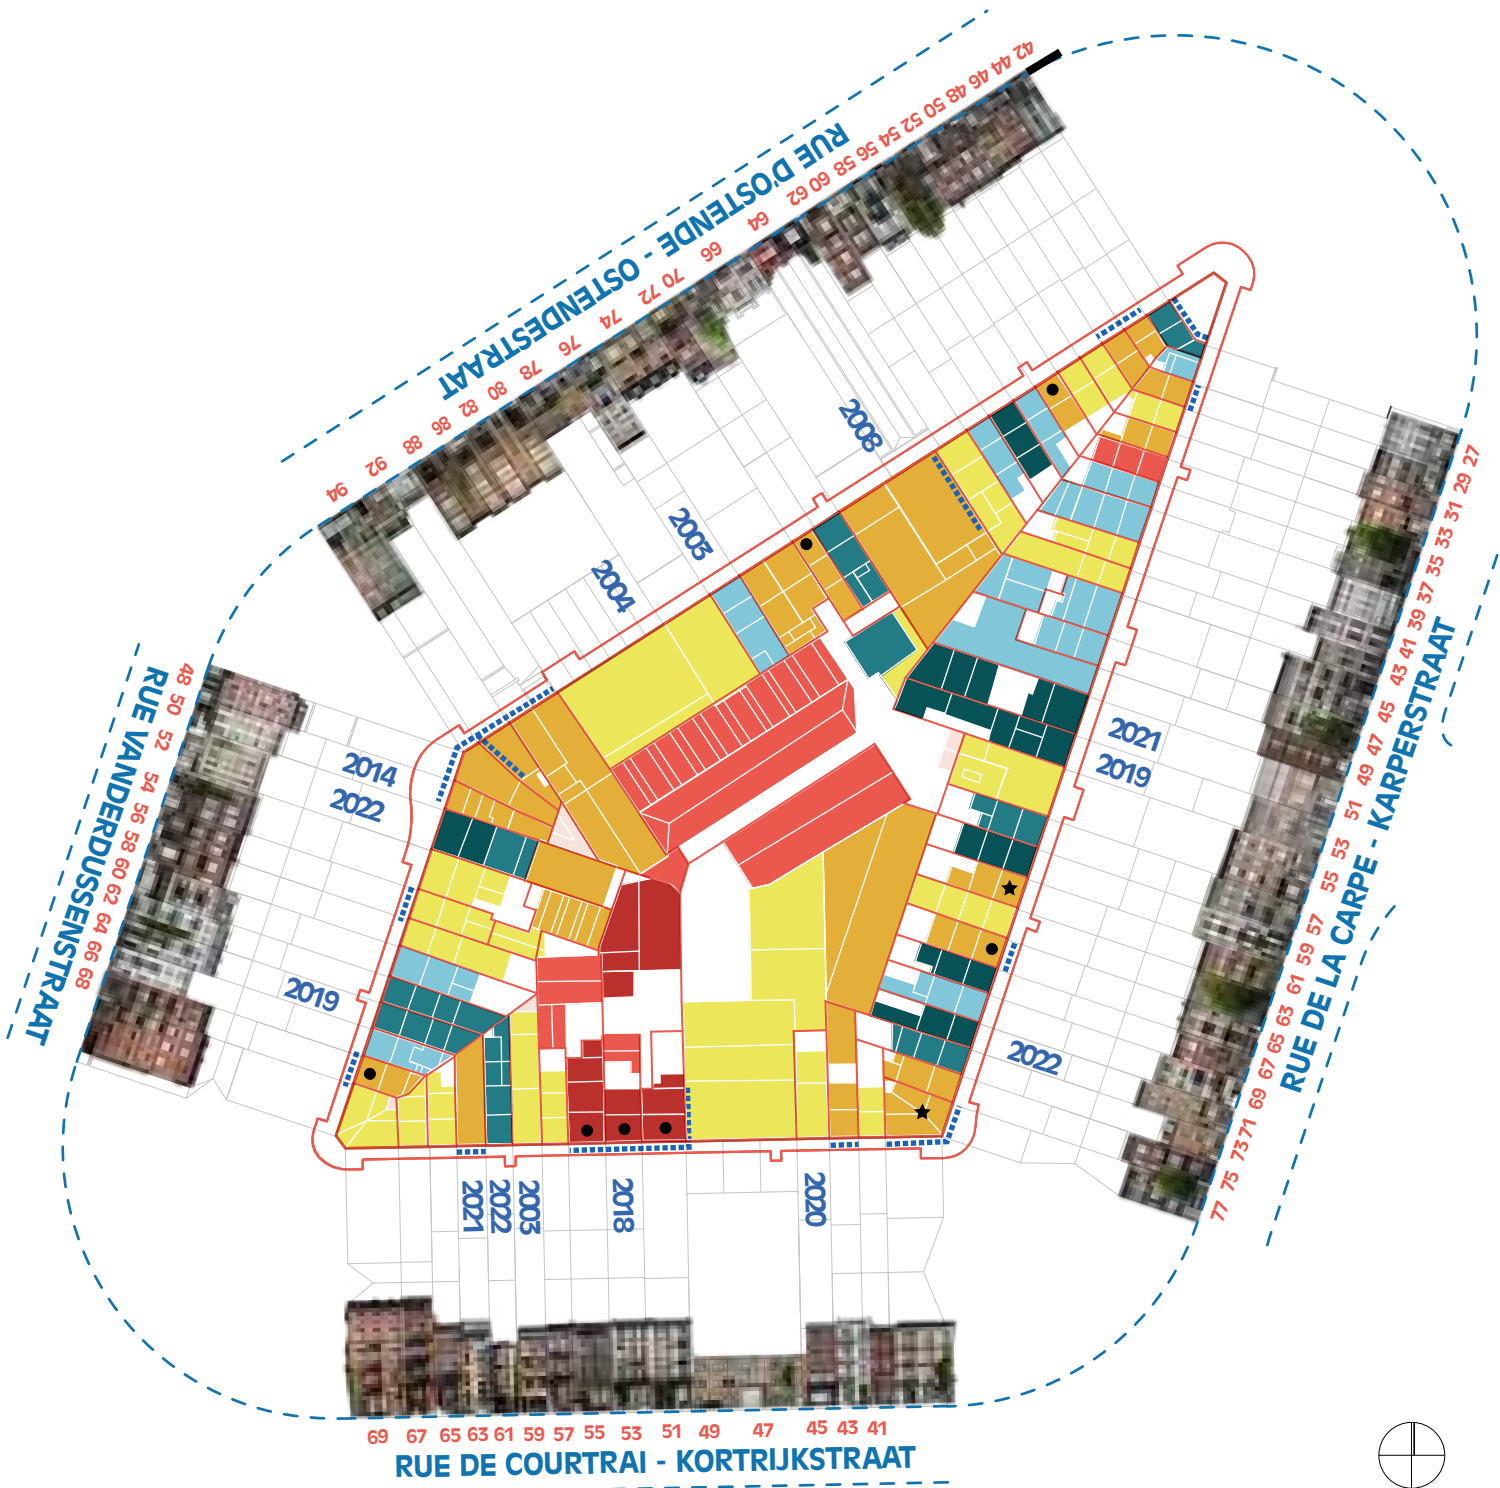 RUE D'OSTENDE - OSTENDESTRAAT
42 44 46 48 50 52 54 56 58 60 62 64 66 70 72 74 76 78 80 82 86 88 92 94
2008
2003
2004
RUE VANDERDUSSENSTRAAT
48 50 52 54 56 58 60 62 64 66 68
2014
2022
2019
RUE DE LA CARPE - KARPERSTRAAT
27 29 31 33 35 37 39 41 43 45 47 49 51 53 55 57 59 61 63 65 67 69 71 73 75 77
2021
2019
2022
2021
2022
2003
2018
2020
69 67 65 63 61 59 57 55 53 51 49 47 45 43 41
RUE DE COURTRAI - KORTRIJKSTRAAT